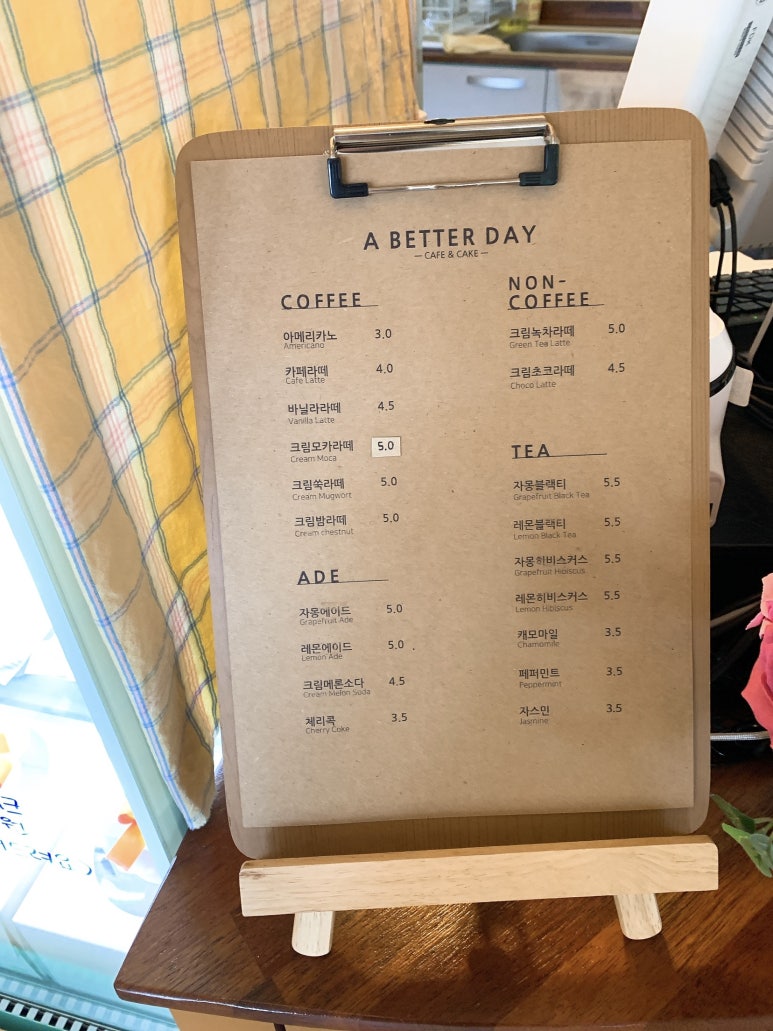 A BETTER DAY
— CAFE & CAKE —
COFFEE
아메리카노 3.0
Americano
카페라떼 4.0
Cafe Latte
바닐라라떼 4.5
Vanilla Latte
크림모카라떼 5.0
Cream Moca
크림쑥라떼 5.0
Cream Mugwort
크림밤라떼 5.0
Cream chestnut
ADE
자몽에이드 5.0
Grapefruit Ade
레몬에이드 5.0
Lemon Ade
크림메론소다 4.5
Cream Melon Soda
체리콕 3.5
Cherry Coke
NON-
COFFEE
크림녹차라떼 5.0
Green Tea Latte
크림초코라떼 4.5
Choco Latte
TEA
자몽블랙티 5.5
Grapefruit Black Tea
레몬블랙티 5.5
Lemon Black Tea
자몽히비스커스 5.5
Grapefruit Hibiscus
레몬히비스커스 5.5
Lemon Hibiscus
캐모마일 3.5
Chamomile
페퍼민트 3.5
Peppermint
자스민 3.5
Jasmine